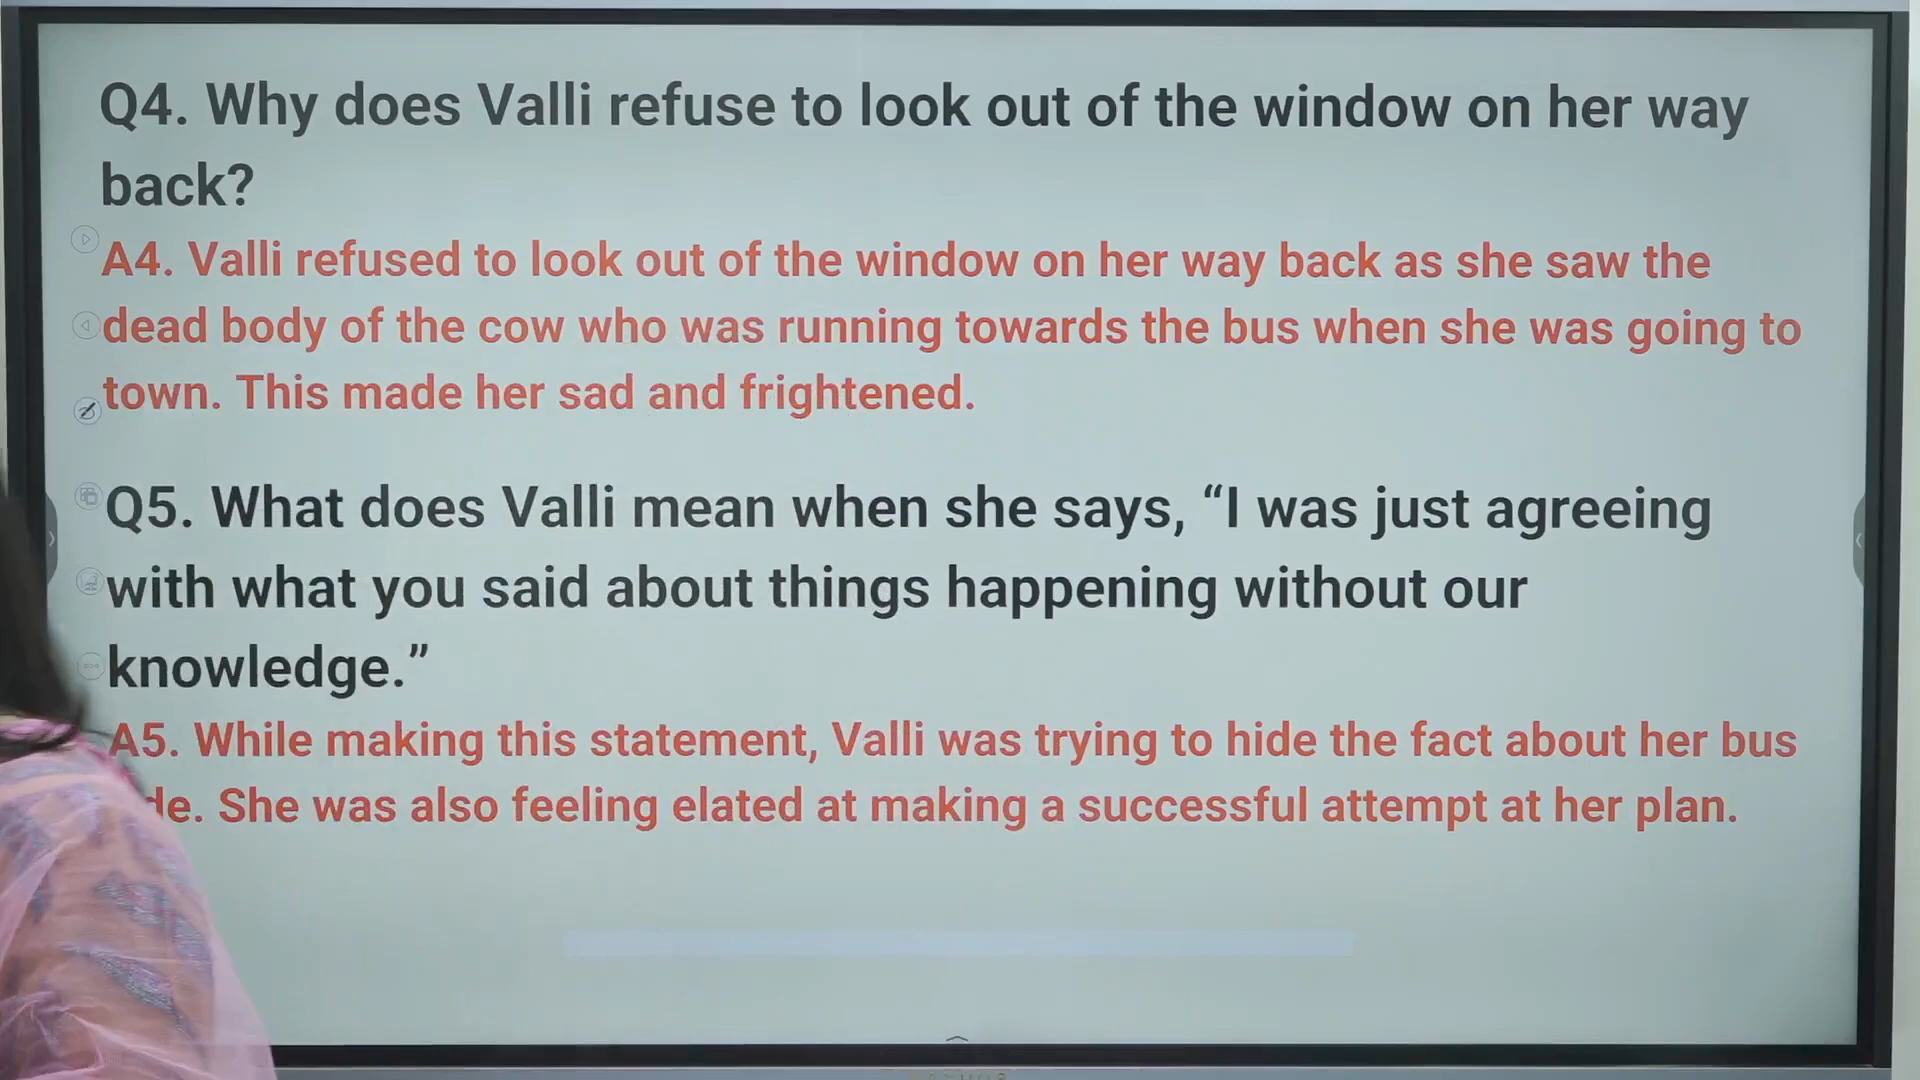 Q4. Why does Valli refuse to look out of the window on her way
back?
A4. Valli refused to look out of the window on her way back as she saw the
dead body of the cow who was running towards the bus when she was going to
town. This made her sad and frightened.
Q5. What does Valli mean when she says, “I was just agreeing
with what you said about things happening without our
knowledge.”
A5. While making this statement, Valli was trying to hide the fact about her bus
de. She was also feeling elated at making a successful attempt at her plan.